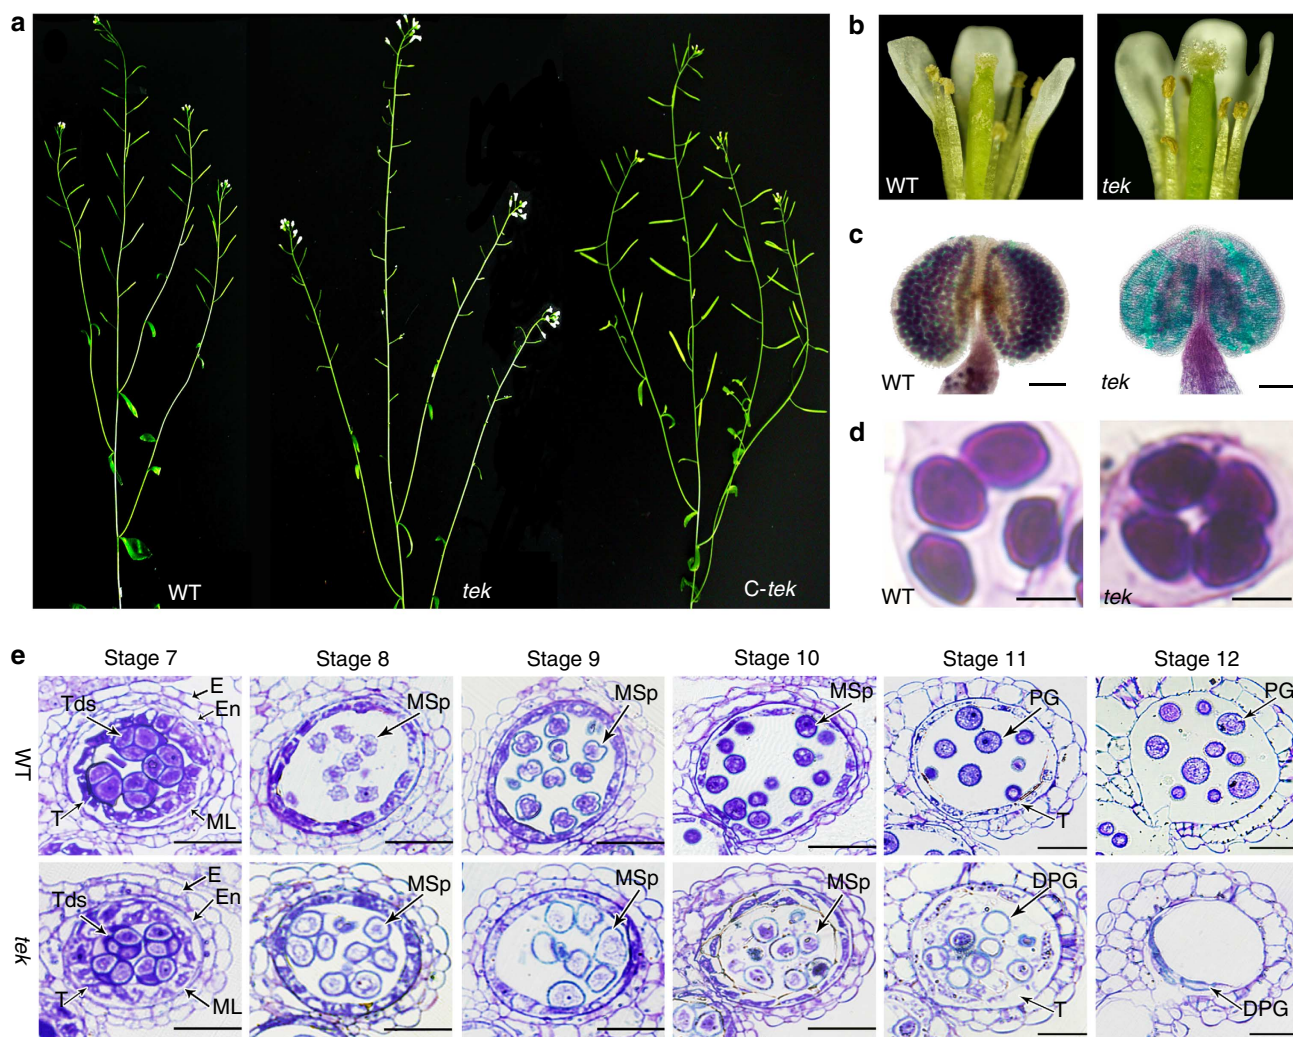 a
WT
tek
C-tek
b
WT
tek
c
WT
tek
d
WT
tek
e
Stage 7
Stage 8
Stage 9
Stage 10
Stage 11
Stage 12
WT
Tds
E
En
T
ML
MSp
MSp
MSp
PG
T
PG
tek
Tds
E
En
T
ML
MSp
MSp
MSp
DPG
T
DPG